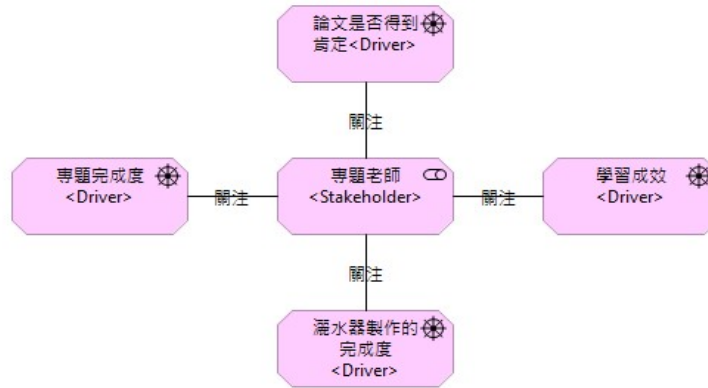 論文是否得到
肯定<Driver>
關注
專題完成度
<Driver>
關注
專題老師
<Stakeholder>
關注
學習成效
<Driver>
關注
灑水器製作的
完成度
<Driver>